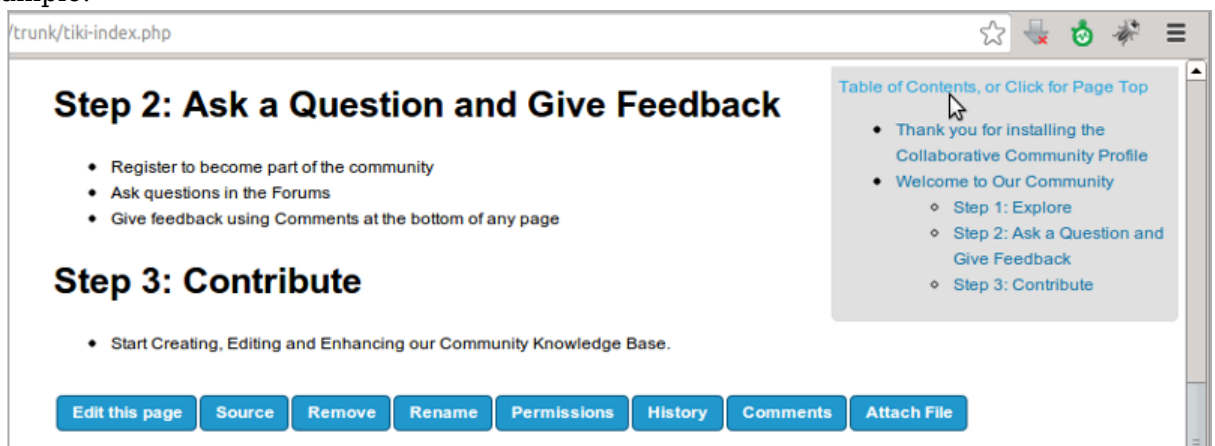 /trunk/tiki-index.php
Step 2: Ask a Question and Give Feedback
Register to become part of the community
Ask questions in the Forums
Give feedback using Comments at the bottom of any page
Step 3: Contribute
Start Creating, Editing and Enhancing our Community Knowledge Base.
Edit this page Source Remove Rename Permissions History Comments Attach File
Table of Contents, or Click for Page Top
Thank you for installing the
Collaborative Community Profile
Welcome to Our Community
Step 1: Explore
Step 2: Ask a Question and
Give Feedback
Step 3: Contribute